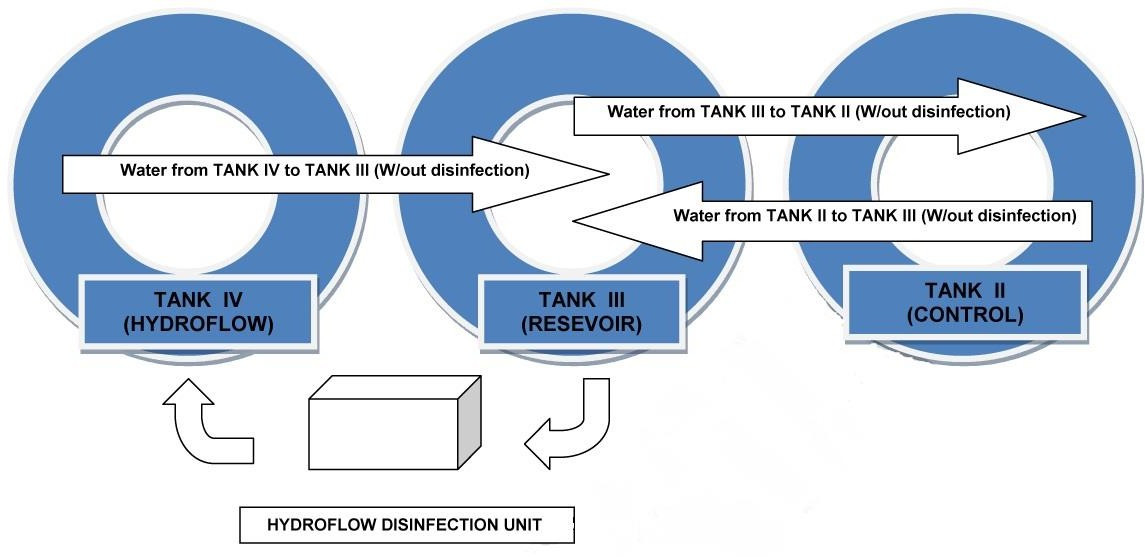 Water from TANK III to TANK II (W/out disinfection)
Water from TANK IV to TANK III (W/out disinfection)
Water from TANK II to TANK III (W/out disinfection)
TANK IV
(HYDROFLOW)
TANK III
(RESEVOIR)
TANK II
(CONTROL)
HYDROFLOW DISINFECTION UNIT